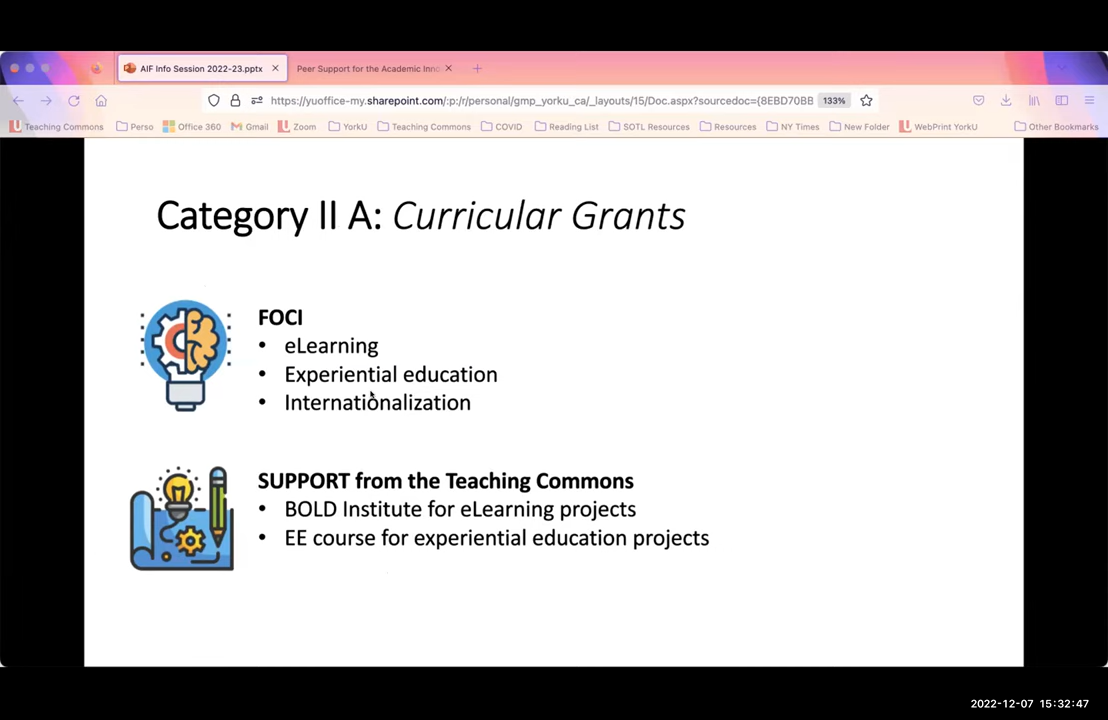 AIF Info Session 2022-23.pptx
Peer Support for the Academic Inno
https://yuoffice-my.sharepoint.com/:p:/r/personal/gmp_yorku_ca/_layouts/15/Doc.aspx?sourcedoc={8EBD70BB
133%
Teaching Commons Perso Office 360 Gmail Zoom YorkU Teaching Commons COVID Reading List SOTL Resources Resources NY Times New Folder WebPrint YorkU Other Bookmarks
Category II A: Curricular Grants
FOCI
• eLearning
• Experiential education
• Internationalization
SUPPORT from the Teaching Commons
• BOLD Institute for eLearning projects
• EE course for experiential education projects
2022-12-07 15:32:47